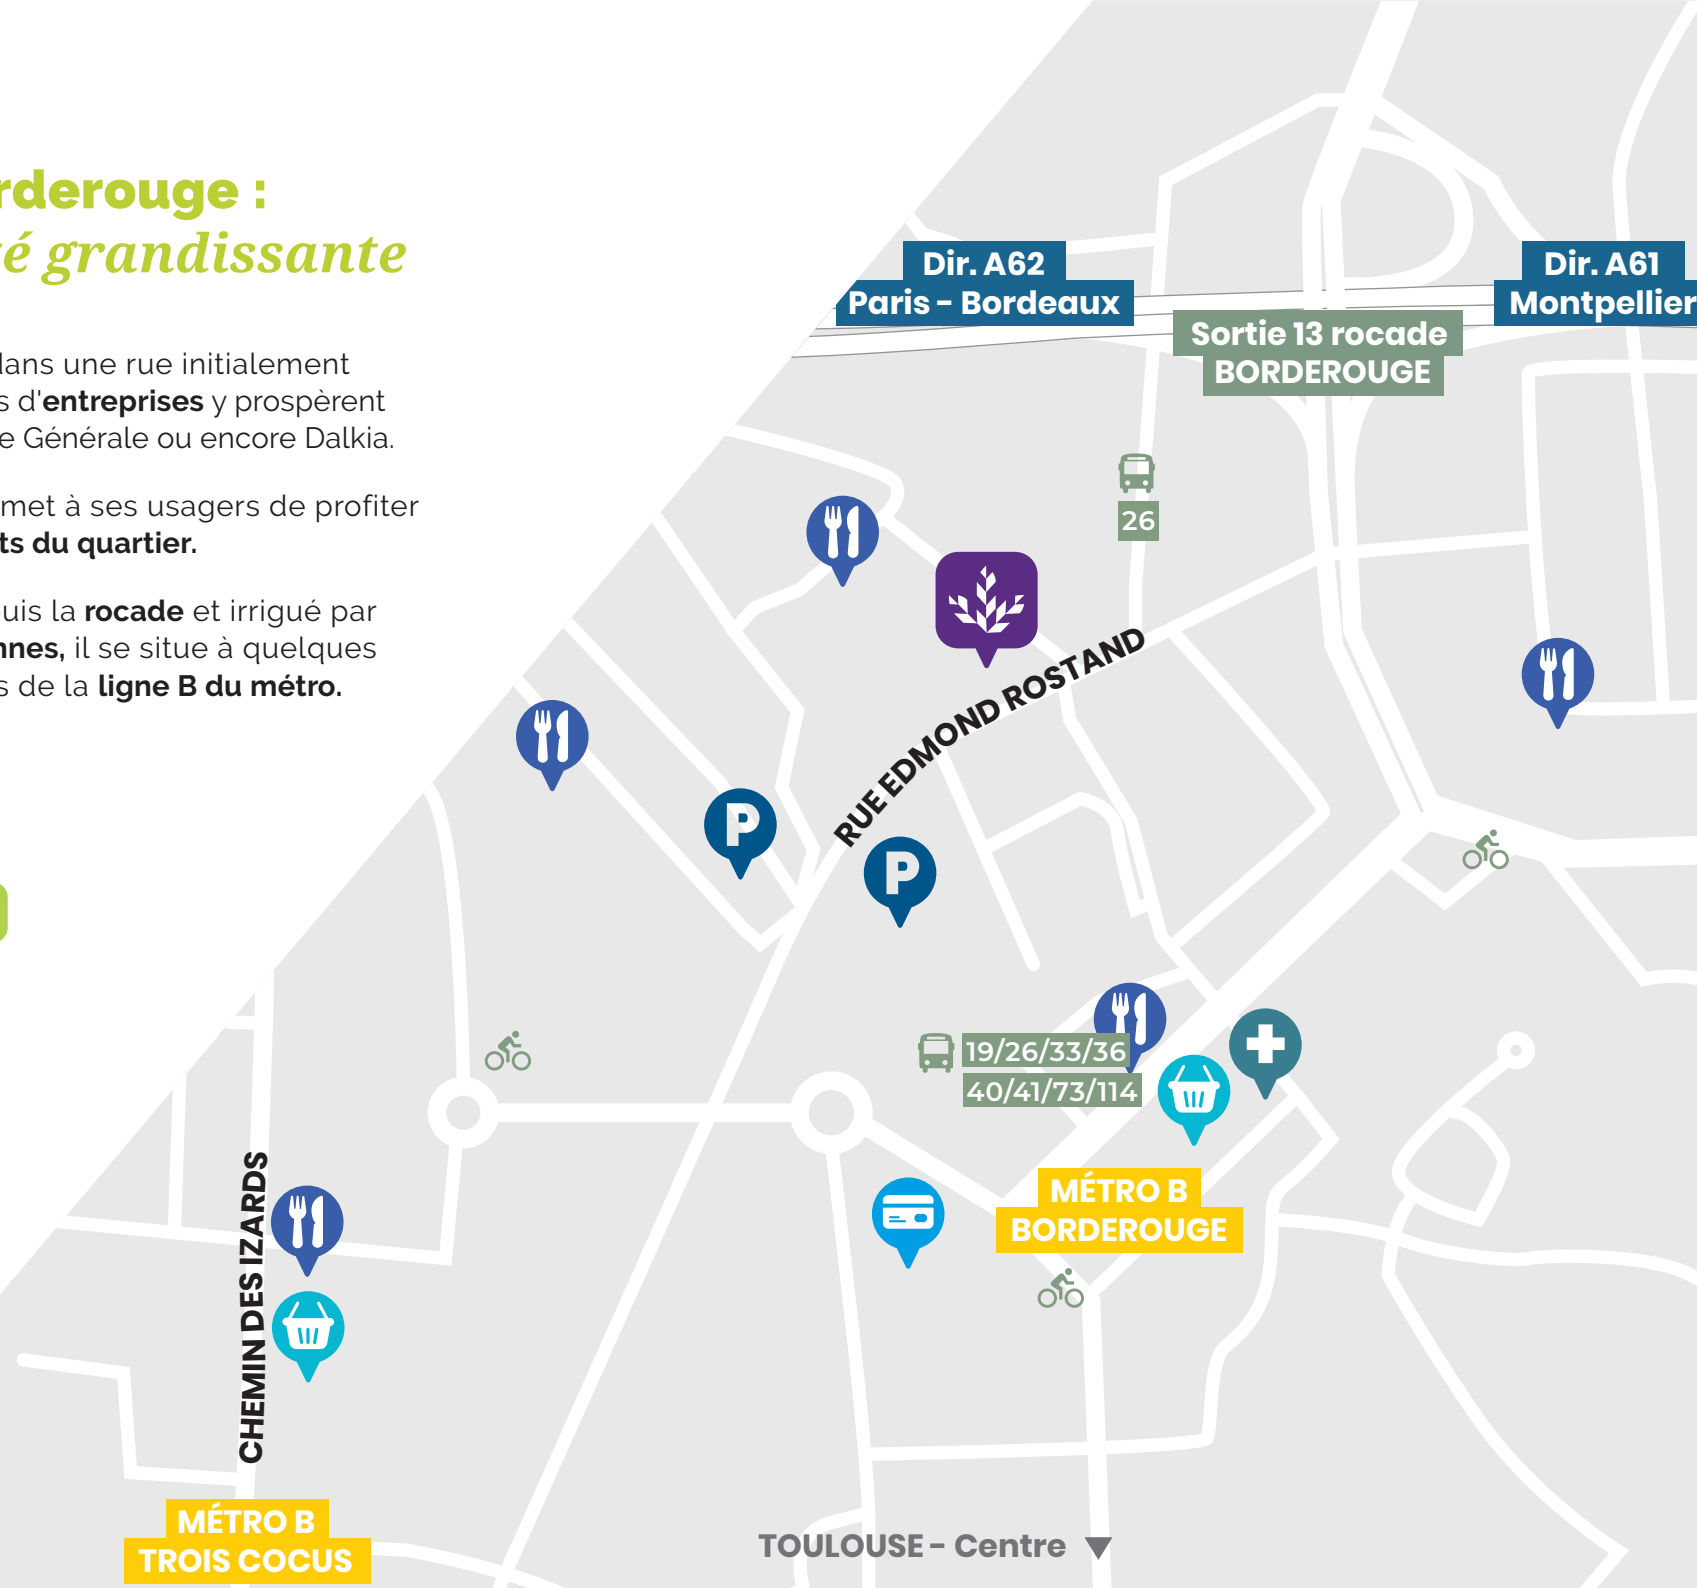 rderouge :
té grandissante
dans une rue initialement
s d'entreprises y prospèrent
e Générale ou encore Dalkia.
met à ses usagers de profiter
ts du quartier.
uis la rocade et irrigué par
nnes, il se situe à quelques
s de la ligne B du métro.
Dir. A62
Paris - Bordeaux
Dir. A61
Montpellier
Sortie 13 rocade
BORDEROUGE
26
RUE EDMOND ROSTAND
P
P
19/26/33/36
40/41/73/114
MÉTRO B
BORDEROUGE
CHEMIN DES IZARDS
MÉTRO B
TROIS COCUS
TOULOUSE - Centre